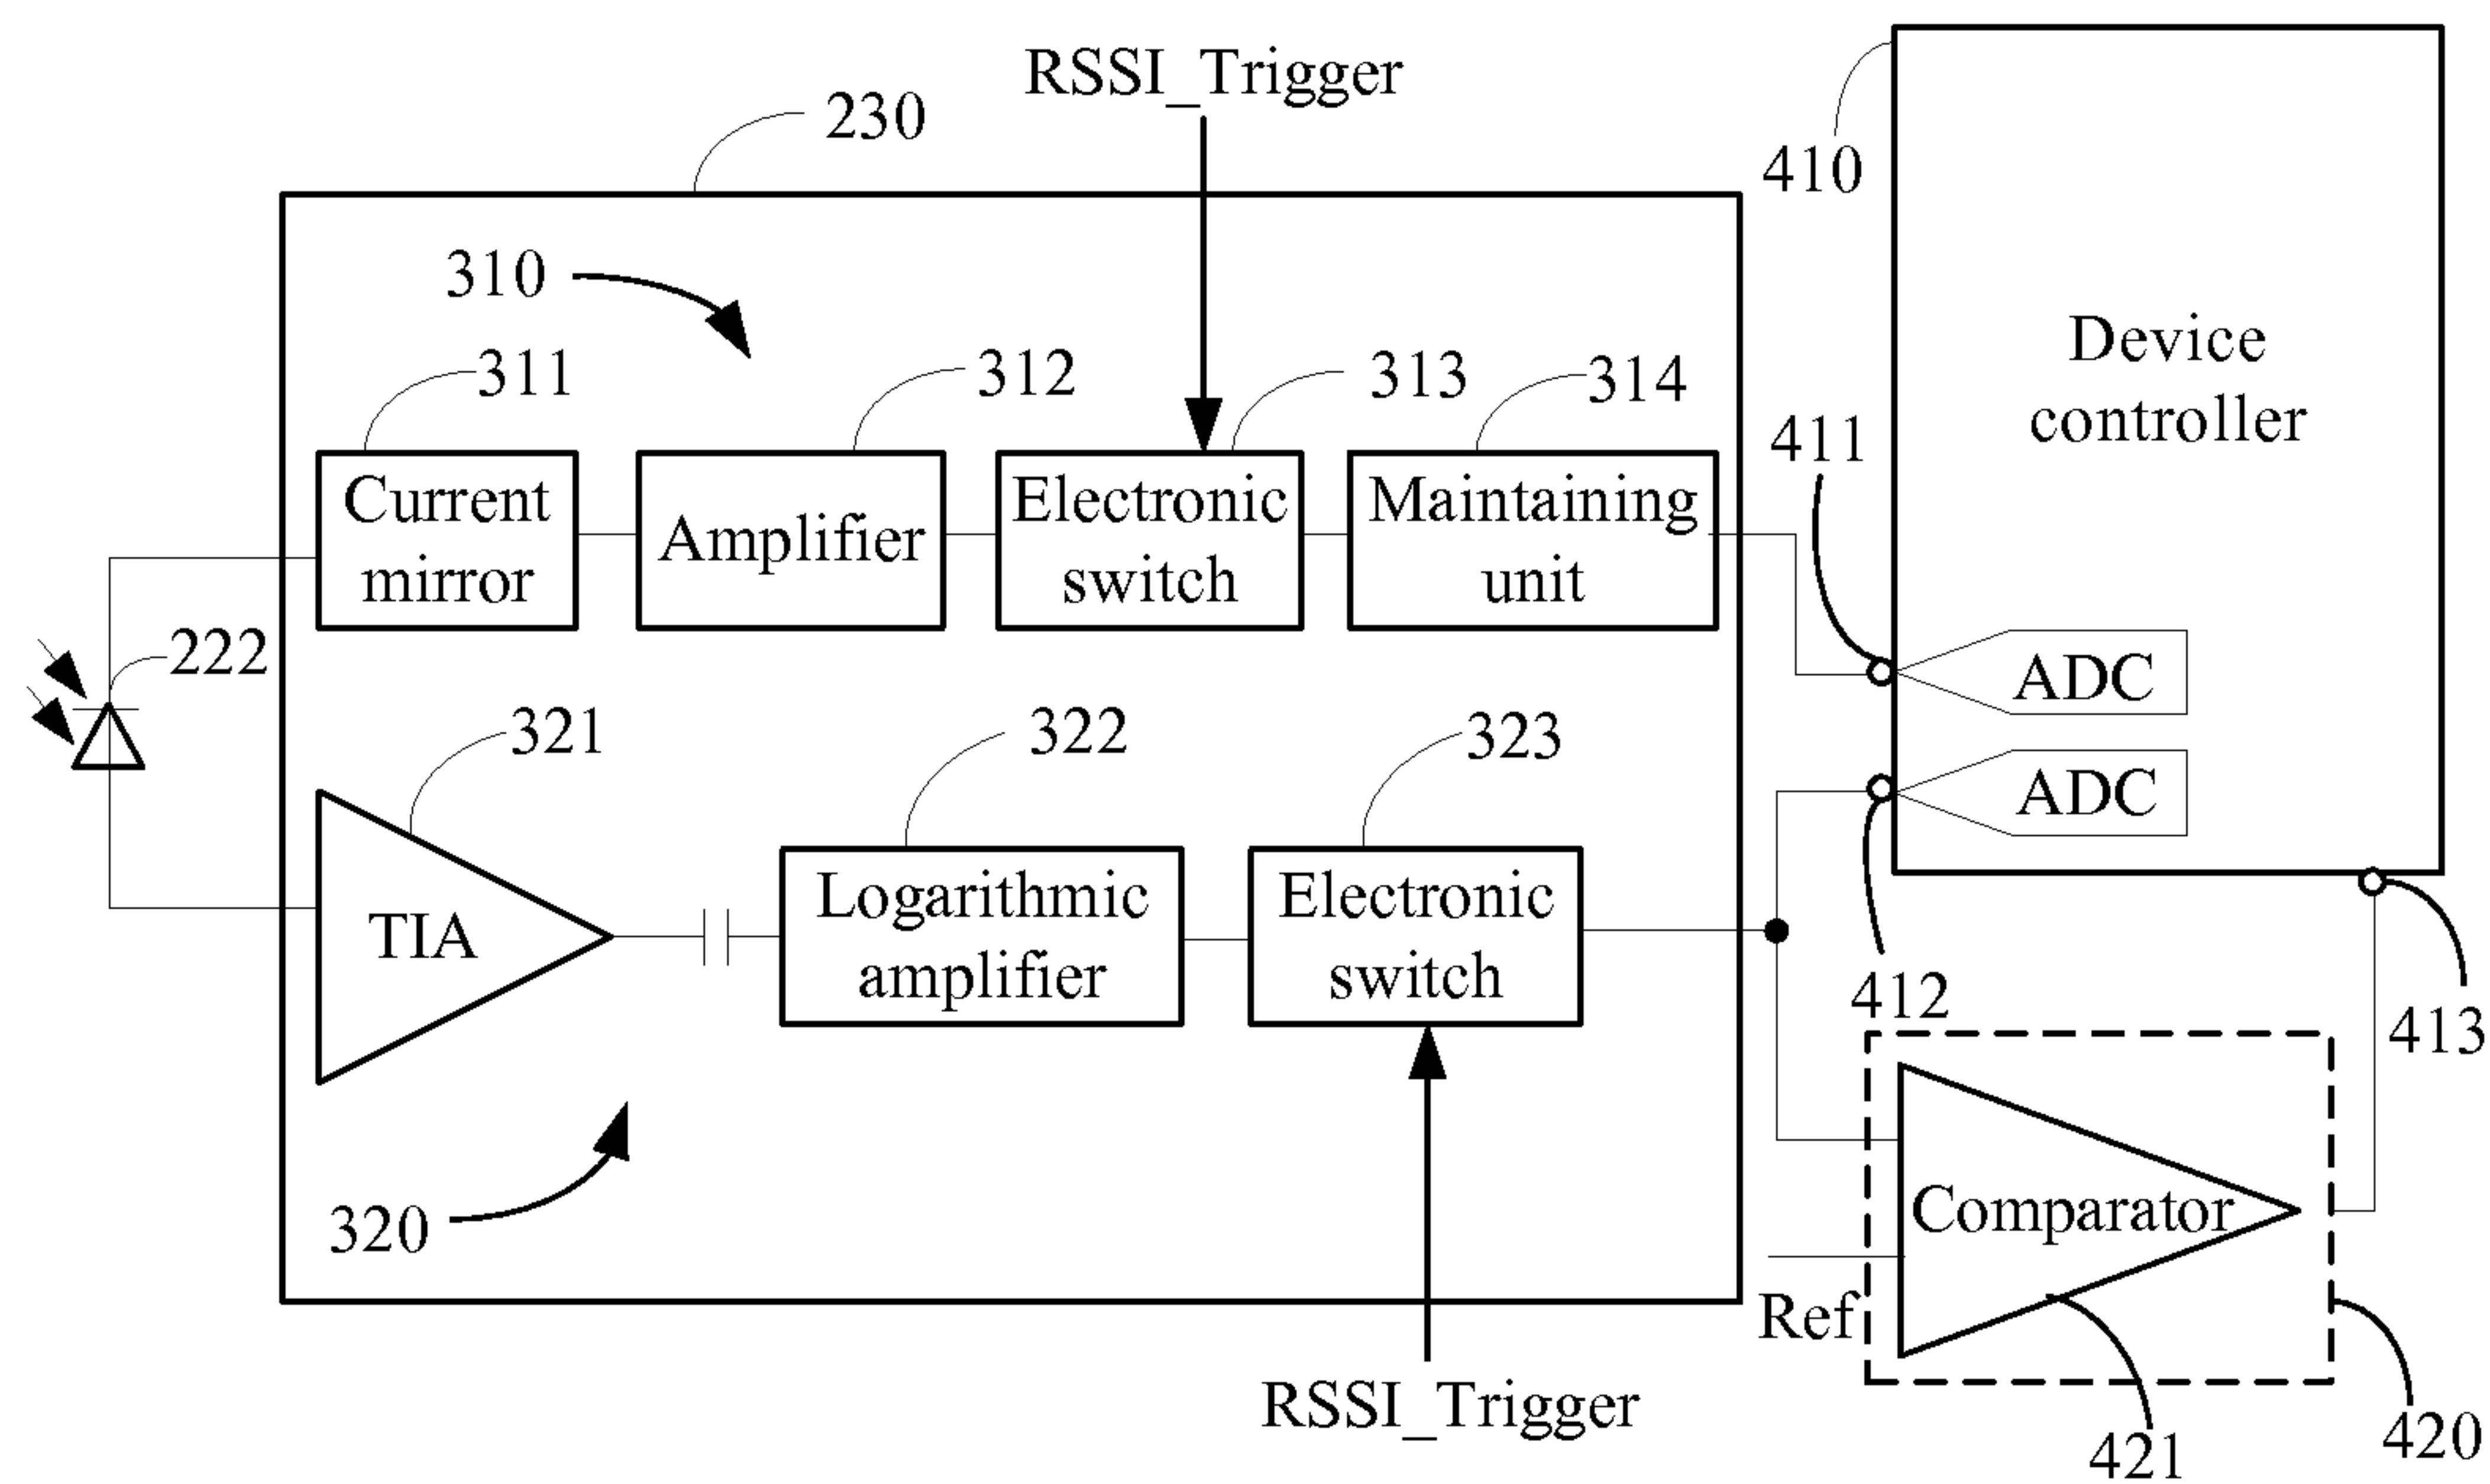 RSSI_Trigger
230
410
310
311
312
313
314
Device
controller
411
Current
mirror
Amplifier
Electronic
switch
Maintaining
unit
222
ADC
321
322
323
ADC
TIA
Logarithmic
amplifier
Electronic
switch
412
413
320
Comparator
Ref
RSSI_Trigger
421
420